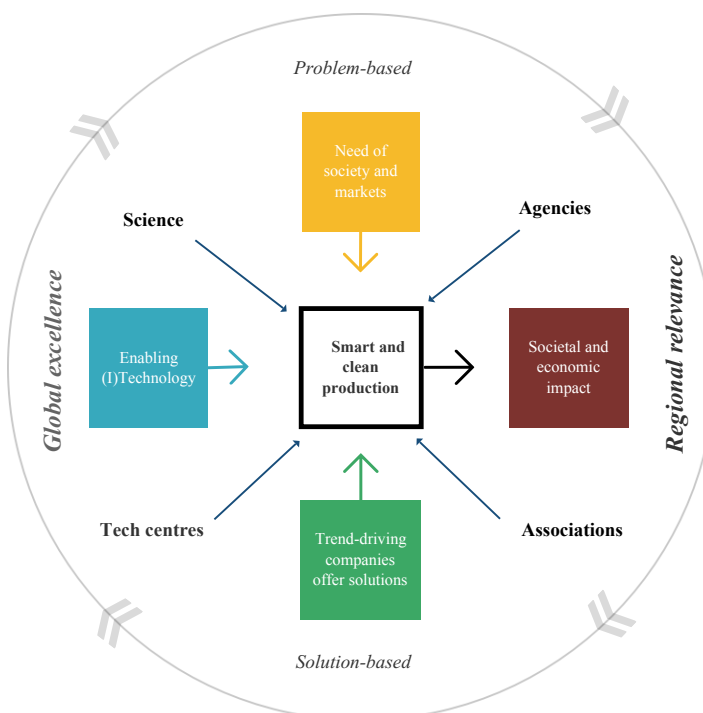 Problem-based
Need of
society and
markets
Science
Agencies
Global excellence
Regional relevance
Enabling
(I)Technology
Smart and
clean
production
Societal and
economic
impact
Tech centres
Associations
Trend-driving
companies
offer solutions
Solution-based